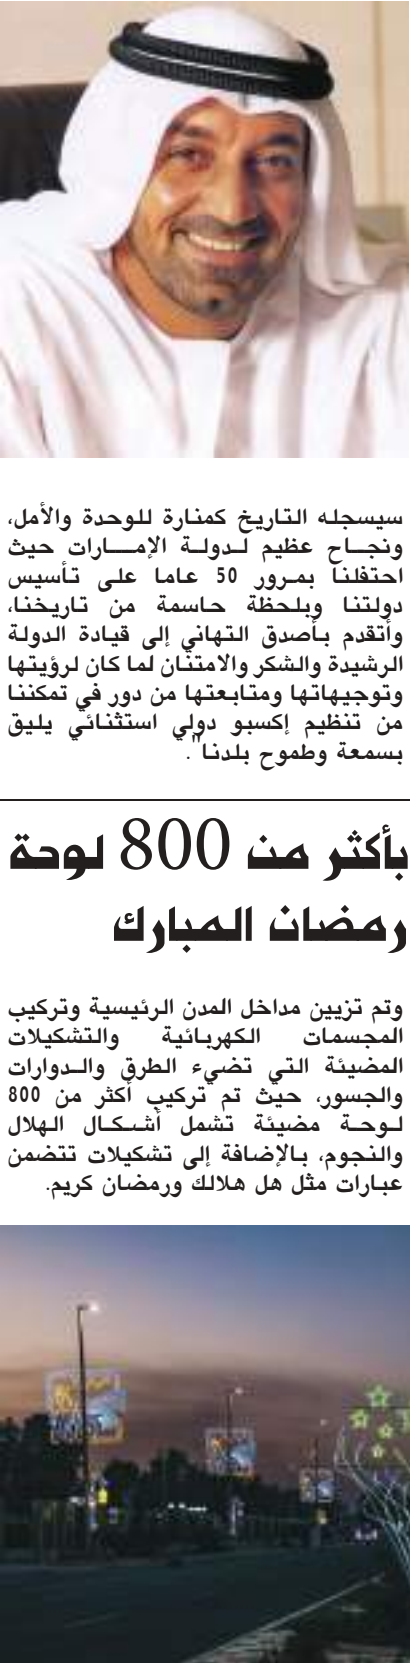 سيسجله التاريخ كمنارة للوحدة والأمل،
ونجاح عظيم لدولة الإمارات حيث
احتفلنا بمرور 50 عاما على تأسيس
دولتنا وبلحظة حاسمة من تاريخنا،
وأتقدم بأصدق التهاني إلى قيادة الدولة
الرشيدة والشكر والامتنان لما كان لرؤيتها
وتوجيهاتها ومتابعتها من دور في تمكننا
من تنظيم إكسبو دولي استثنائي يليق
بسمعة وطموح بلدنا".
بأكثر من 800 لوحة
رمضان المبارك
وتم تزيين مداخل المدن الرئيسية وتركيب
المجسمات الكهربائية والتشكيلات
المضيئة التي تضيء الطرق والدوارات
والجسور، حيث تم تركيب أكثر من 800
لوحة مضيئة تشمل أشكال الهلال
والنجوم، بالإضافة إلى تشكيلات تتضمن
عبارات مثل هل هلالك ورمضان كريم.